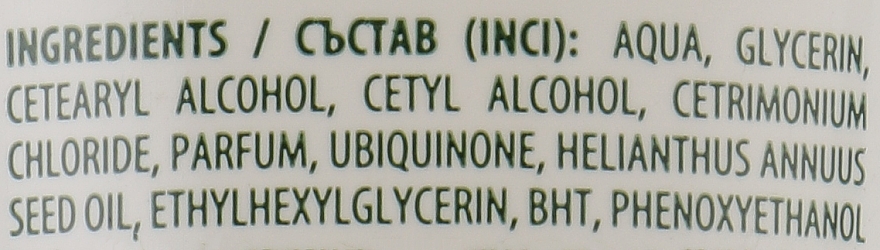 INGREDIENTS / СЪСТАВ (INCI): AQUA, GLYCERIN,
CETEARYL ALCOHOL, CETYL ALCOHOL, CETRIMONIUM
CHLORIDE, PARFUM, UBIQUINONE, HELIANTHUS ANNUUS
SEED OIL, ETHYLHEXYLGLYCERIN, BHT, PHENOXYETHANOL